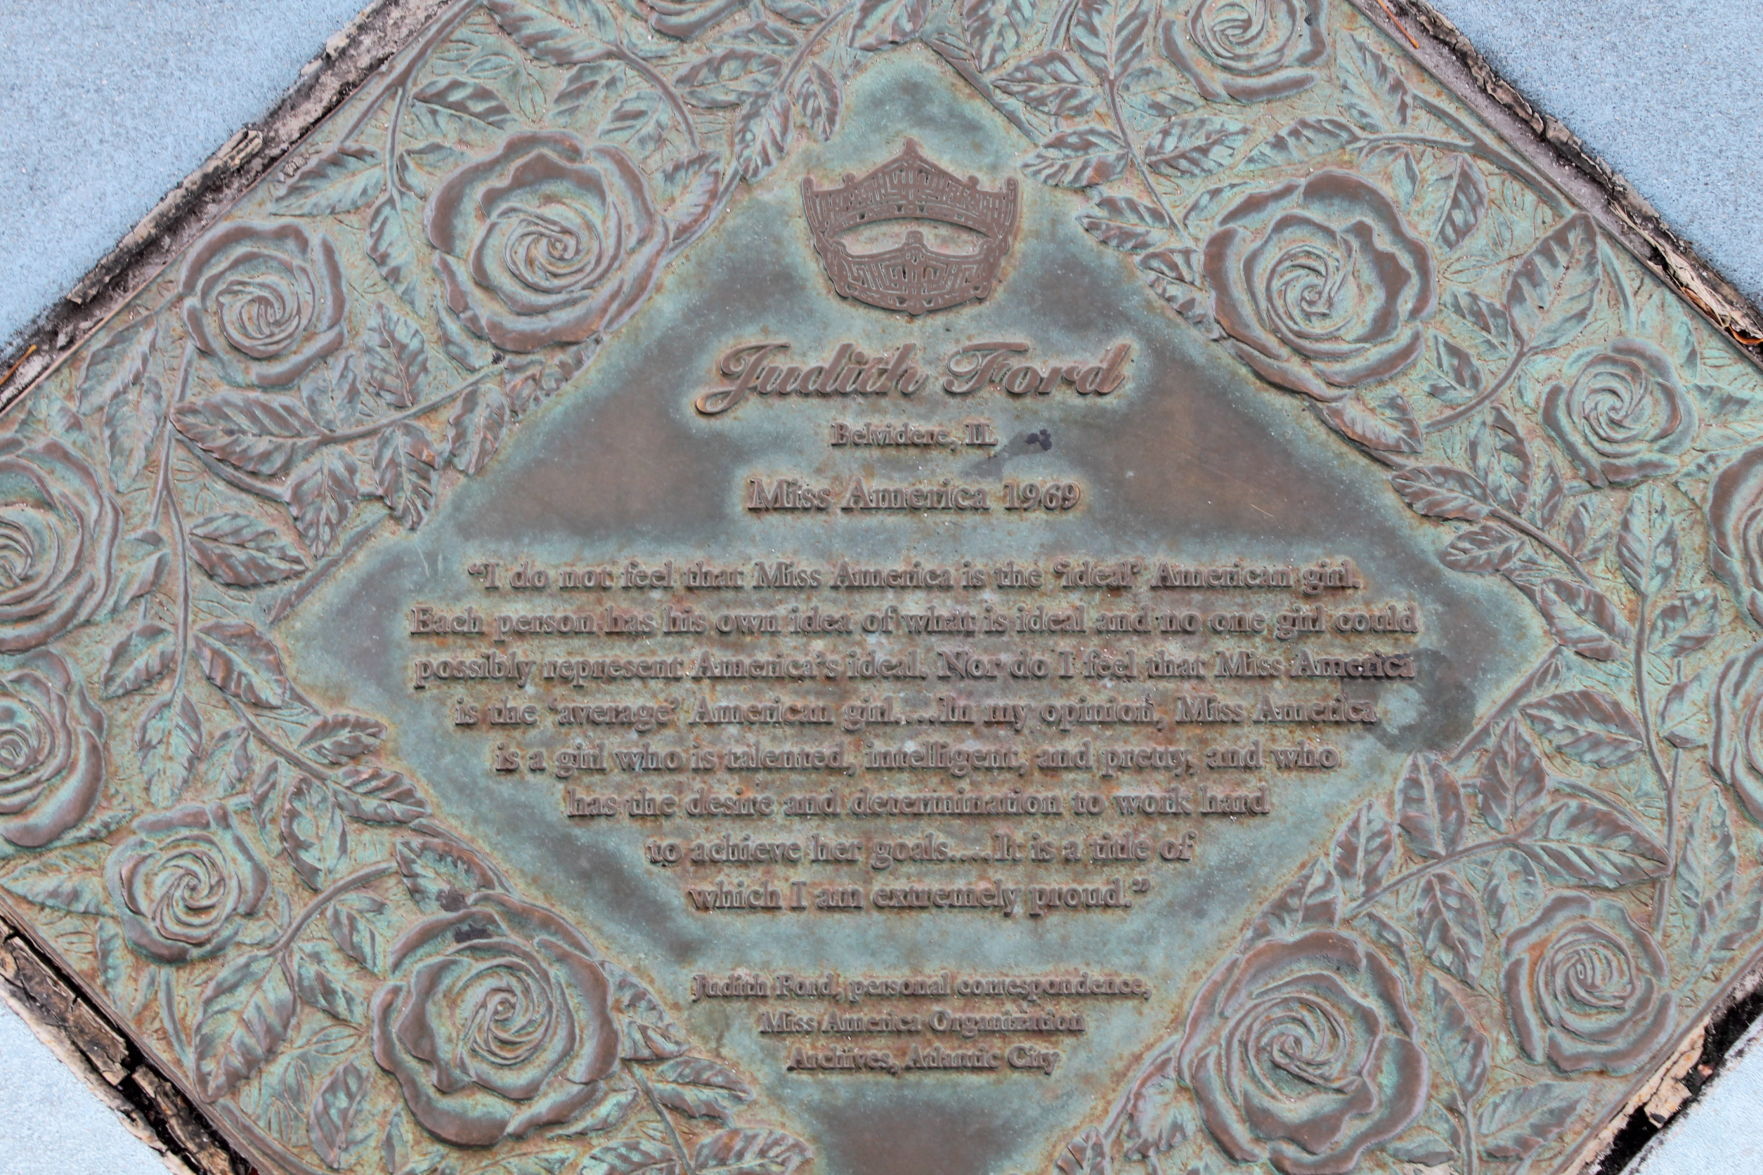 Judith Ford
Belvidere, IL
Miss America 1969
“I do not feel that Miss America is the ‘ideal’ American girl.
Each person has his own idea of what is ideal and no one girl could
possibly represent America's ideal. Nor do I feel that Miss America
is the ‘average’ American girl....In my opinion, Miss America
is a girl who is talented, intelligent, and pretty, and who
has the desire and determination to work hard
to achieve her goals.....It is a title of
which I am extremely proud.”
Judith Ford, personal correspondence,
Miss America Organization
Archives, Atlantic City